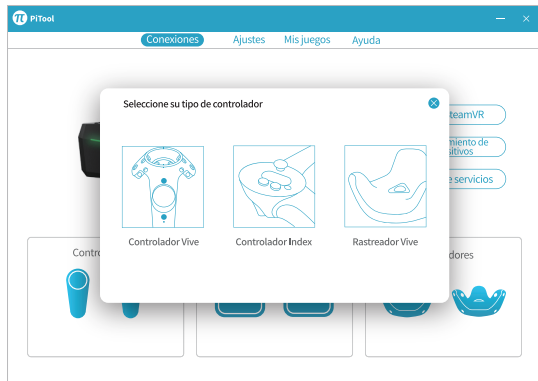 PiTool
Conexiones Ajustes Mis juegos Ayuda
Seleccione su tipo de controlador
teamVR
miento de
sitivos
e servicios
Controlador Vive Controlador Index Rastreador Vive
Contro
dores